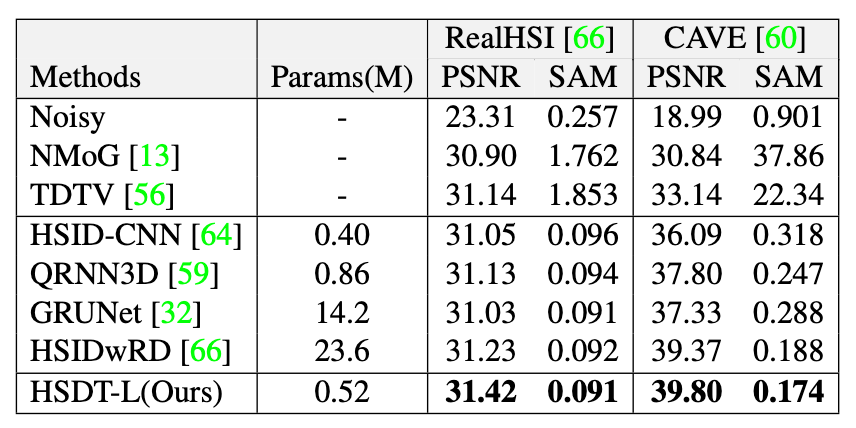 RealHSI [66] CAVE [60]
Methods Params(M) PSNR SAM PSNR SAM
Noisy - 23.31 0.257 18.99 0.901
NMoG [13] - 30.90 1.762 30.84 37.86
TDTV [56] - 31.14 1.853 33.14 22.34
HSID-CNN [64] 0.40 31.05 0.096 36.09 0.318
QRNN3D [59] 0.86 31.13 0.094 37.80 0.247
GRUNet [32] 14.2 31.03 0.091 37.33 0.288
HSIDwRD [66] 23.6 31.23 0.092 39.37 0.188
HSDT-L(Ours) 0.52 31.42 0.091 39.80 0.174